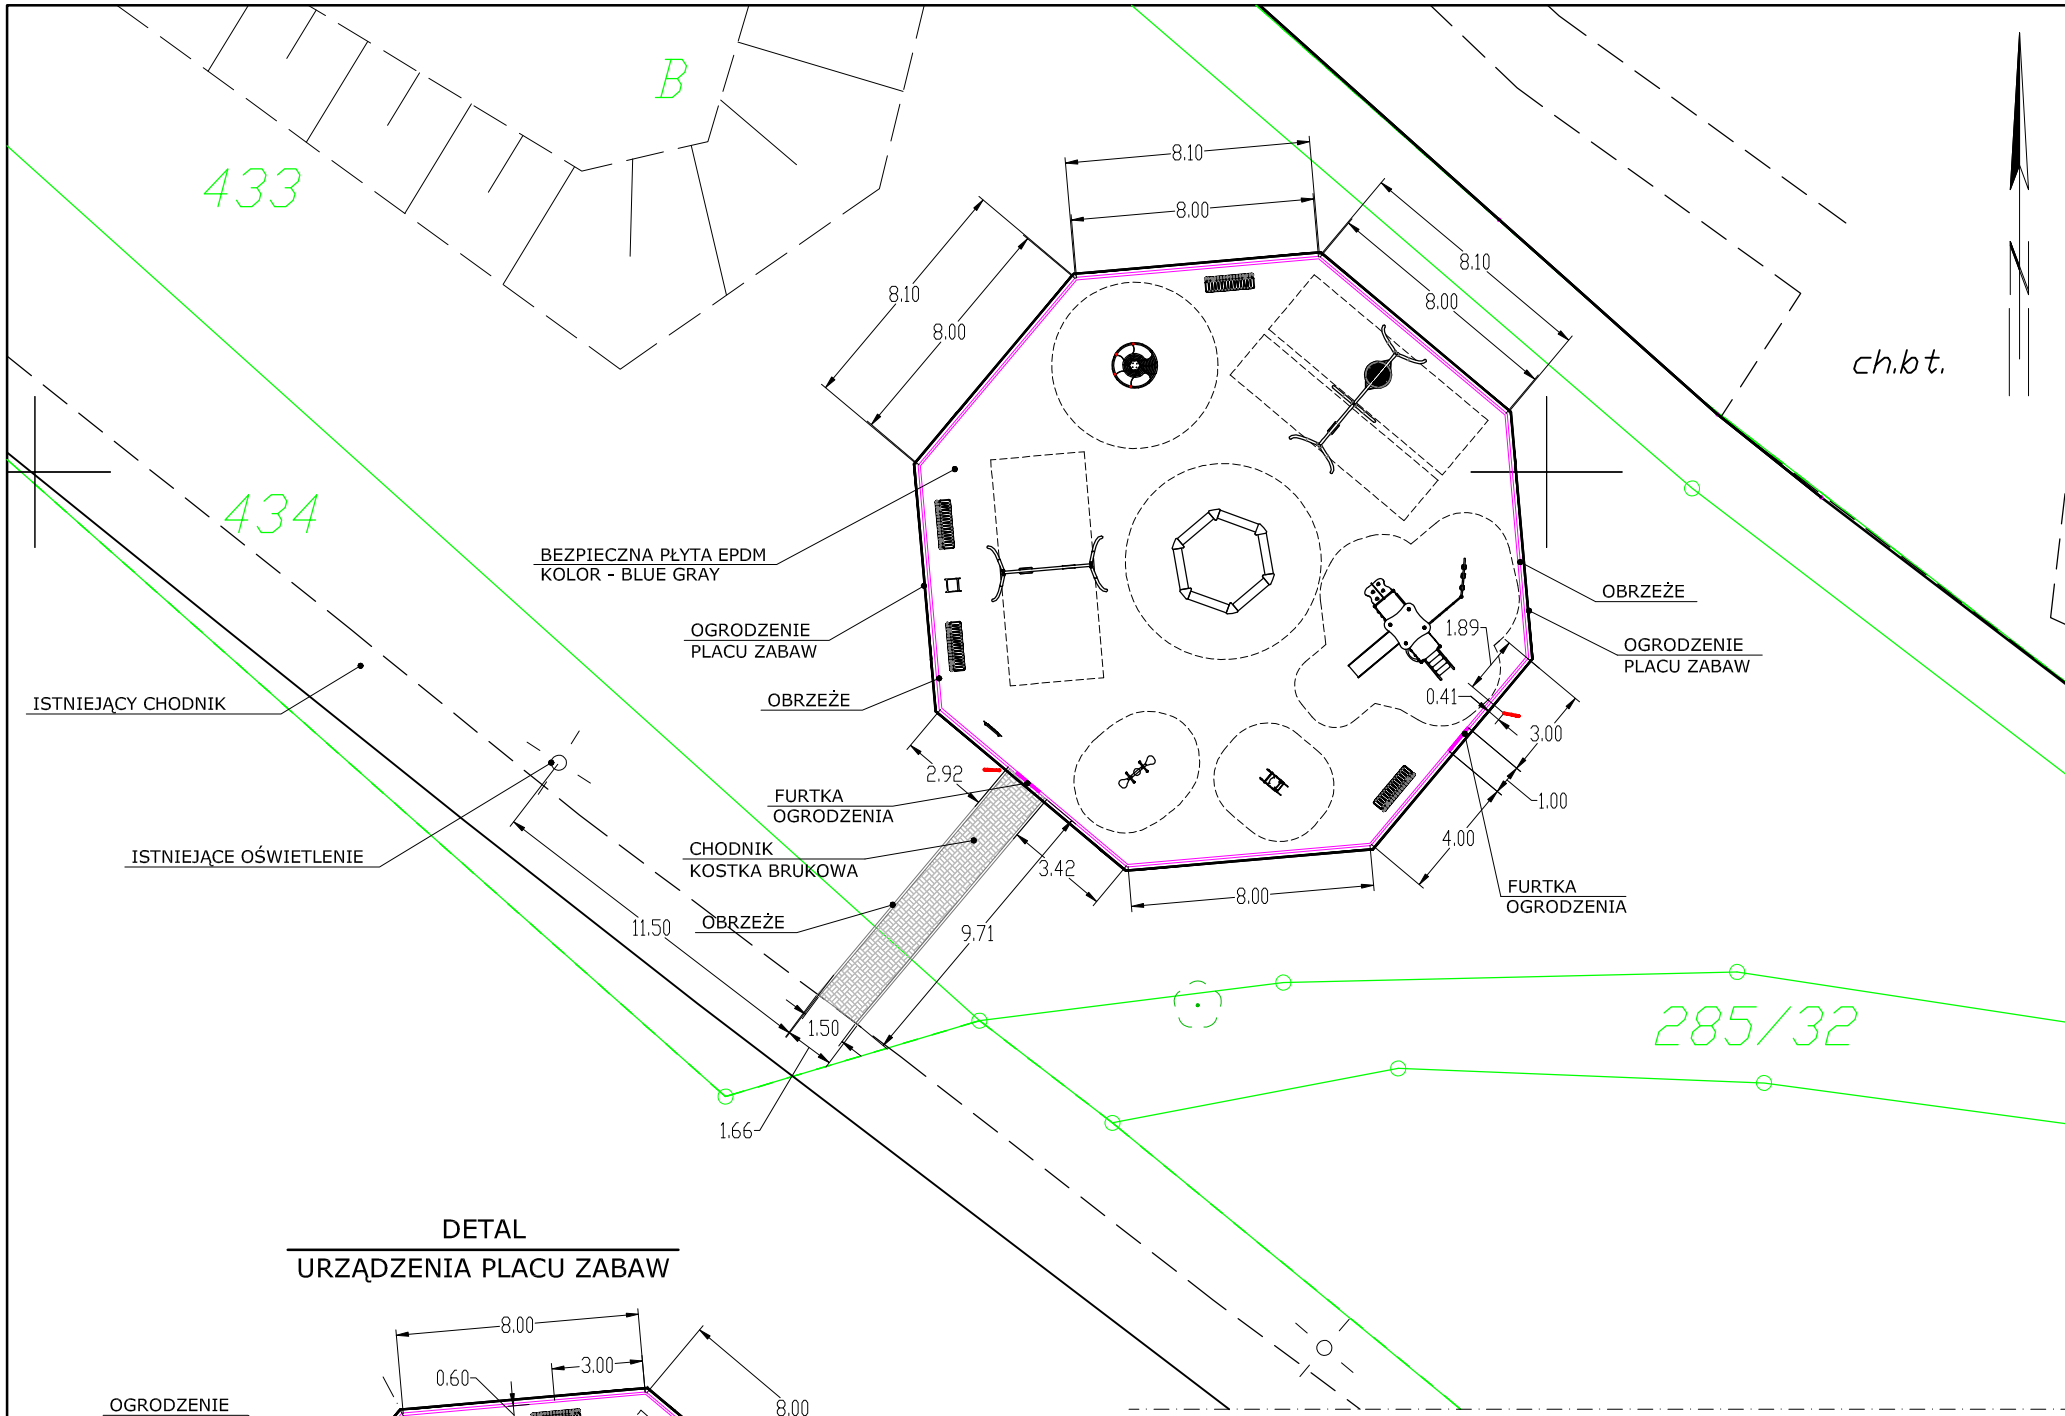 B
433
8.10
8.00
8.10
8.00
8.10
8.00
N
ch.bt.
434
BEZPIECZNA PŁYTA EPDM
KOLOR - BLUE GRAY
OGRODZENIE
PLACU ZABAW
OBRZEŻE
OBRZEŻE
OGRODZENIE
PLACU ZABAW
1.89
0.41
3.00
1.00
4.00
ISTNIEJĄCY CHODNIK
2.92
FURTKA
OGRODZENIA
CHODNIK
KOSTKA BRUKOWA
OBRZEŻE
ISTNIEJĄCE OŚWIETLENIE
3.42
8.00
FURTKA
OGRODZENIA
11.50
9.71
1.50
1.66
285/32
DETAL
URZĄDZENIA PLACU ZABAW
8.00
3.00
0.60
8.00
OGRODZENIE